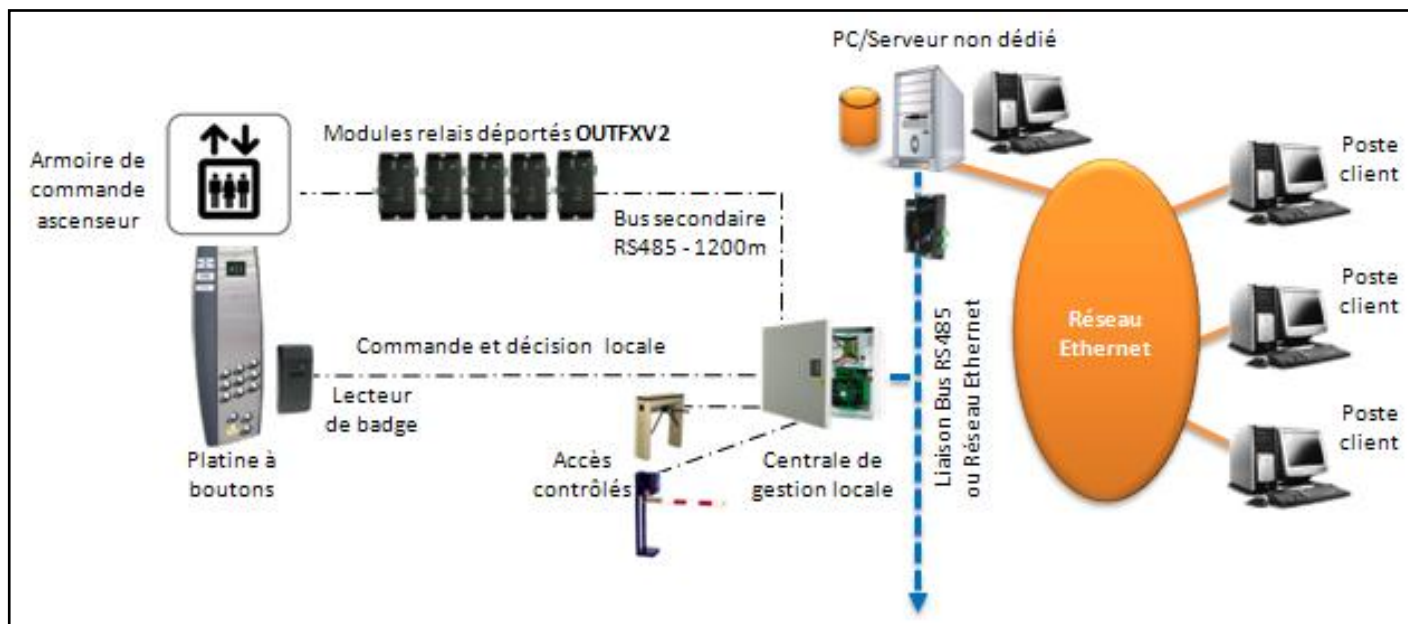 PC/Serveur non dédié
Modules relais déportés OUTFXV2
Armoire de
commande
ascenseur
Bus secondaire
RS485 - 1200m
Poste
client
Poste
client
Poste
client
Réseau
Ethernet
Liaison Bus RS485
ou Réseau Ethernet
Commande et décision locale
Lecteur
de badge
Platine à
boutons
Accès
contrôlés
Centrale de
gestion locale